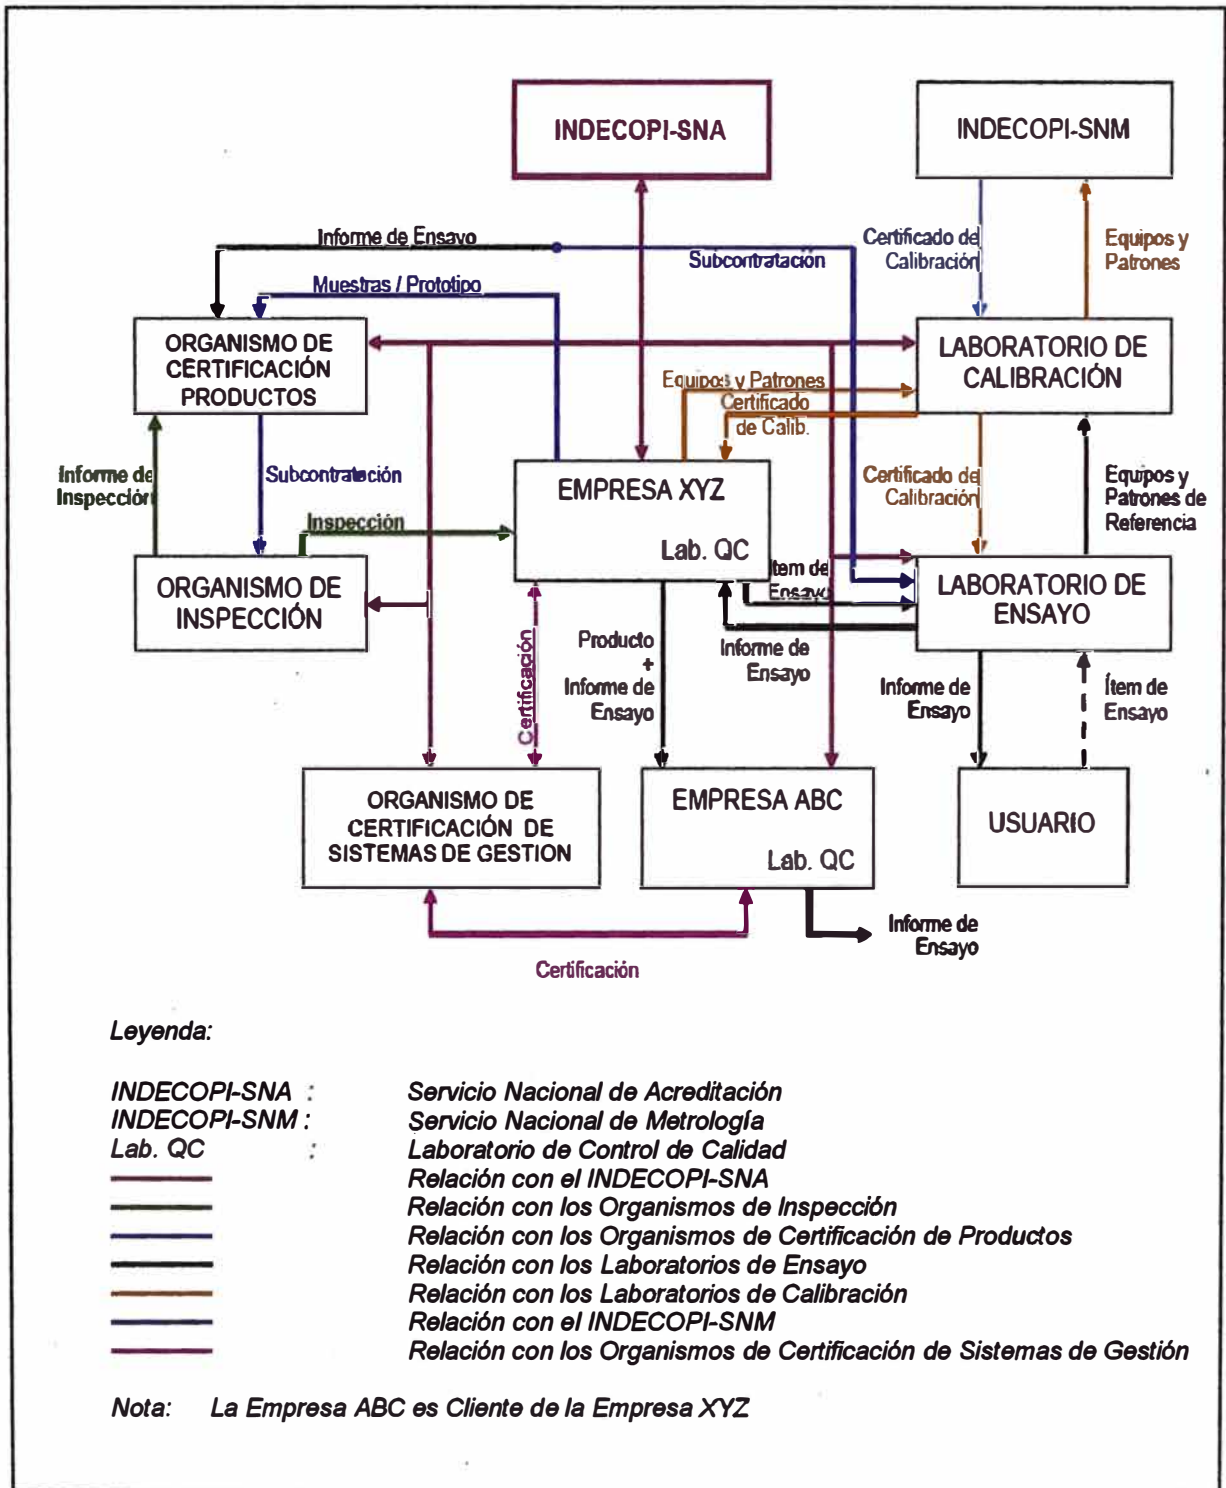 INDECOPI-SNA
INDECOPI-SNM
Informe de Ensayo
Subcontratación
Certificado de
Calibración
Equipos y
Patrones
Muestras / Prototipo
ORGANISMO DE
CERTIFICACIÓN
PRODUCTOS
LABORATORIO DE
CALIBRACIÓN
Equipos y Patrones
Certificado
de Calib.
Informe de
Inspección
Subcontratación
EMPRESA XYZ
Lab. QC
Certificado de
Calibración
Equipos y
Patrones de
Referencia
Inspección
ORGANISMO DE
INSPECCIÓN
Ítem de
Ensayo
LABORATORIO DE
ENSAYO
Certificación
Producto
+
Informe de
Ensayo
Informe de
Ensayo
Informe de
Ensayo
Ítem de
Ensayo
ORGANISMO DE
CERTIFICACIÓN DE
SISTEMAS DE GESTION
EMPRESA ABC
Lab. QC
USUARIO
Informe de
Ensayo
Certificación
Leyenda:
INDECOPI-SNA : Servicio Nacional de Acreditación
INDECOPI-SNM : Servicio Nacional de Metrología
Lab. QC : Laboratorio de Control de Calidad
Relación con el INDECOPI-SNA
Relación con los Organismos de Inspección
Relación con los Organismos de Certificación de Productos
Relación con los Laboratorios de Ensayo
Relación con los Laboratorios de Calibración
Relación con el INDECOPI-SNM
Relación con los Organismos de Certificación de Sistemas de Gestión
Nota: La Empresa ABC es Cliente de la Empresa XYZ